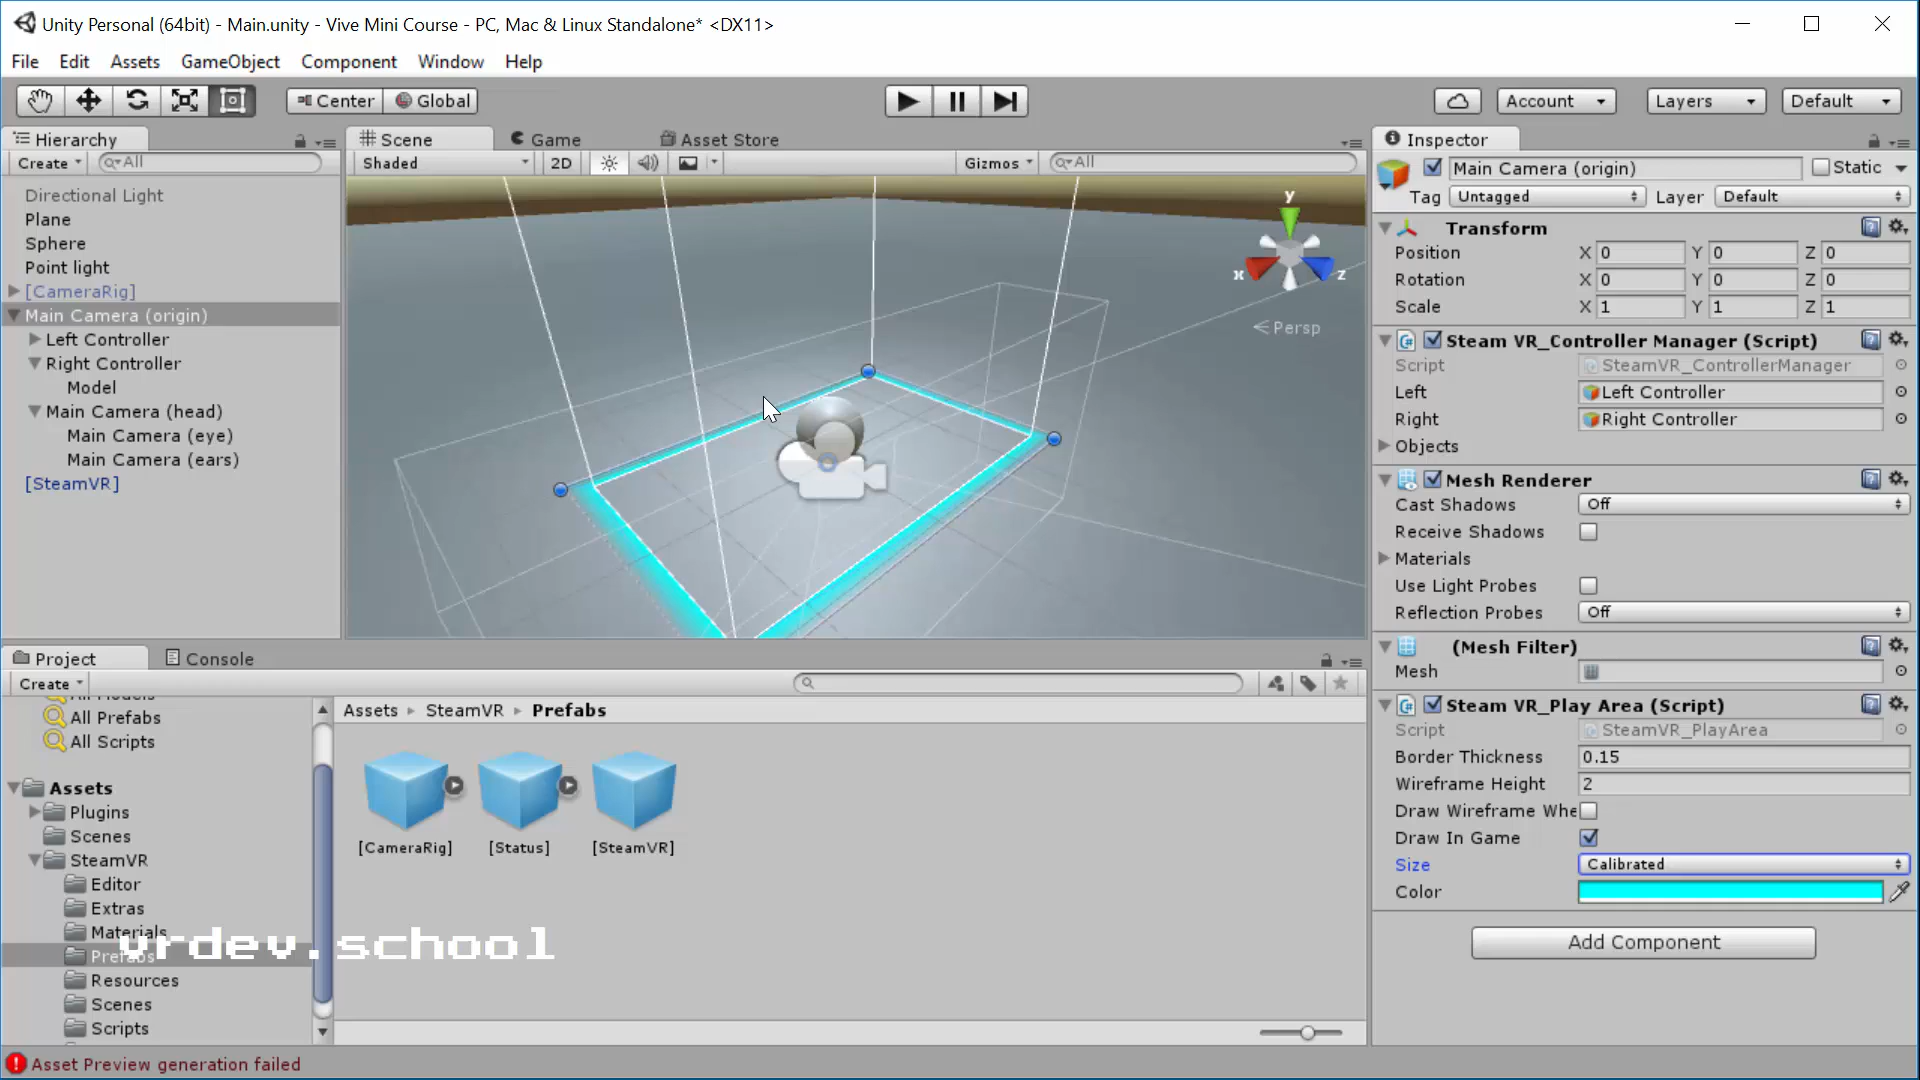 Unity Personal (64bit) - Main.unity - Vive Mini Course - PC, Mac & Linux Standalone* <DX11>
File Edit Assets GameObject Component Window Help
Center Global Account Layers Default
Hierarchy
Create All
Directional Light
Plane
Sphere
Point light
[CameraRig]
Main Camera (origin)
Left Controller
Right Controller
Model
Main Camera (head)
Main Camera (eye)
Main Camera (ears)
[SteamVR]
Scene Game Asset Store
Shaded 2D Gizmos All
y
x z
Persp
Inspector
Main Camera (origin) Static
Tag Untagged Layer Default
Transform
Position X 0 Y 0 Z 0
Rotation X 0 Y 0 Z 0
Scale X 1 Y 1 Z 1
Steam VR_Controller Manager (Script)
Script SteamVR_ControllerManager
Left Left Controller
Right Right Controller
Objects
Mesh Renderer
Cast Shadows Off
Receive Shadows
Materials
Use Light Probes
Reflection Probes Off
(Mesh Filter)
Mesh
Steam VR_Play Area (Script)
Script SteamVR_PlayArea
Border Thickness 0.15
Wireframe Height 2
Draw Wireframe Whe
Draw In Game
Size Calibrated
Color
Add Component
Project Console
Create
All Models
All Prefabs
All Scripts
Assets
Plugins
Scenes
SteamVR
Editor
Extras
Materials
Prefabs
Resources
Scenes
Scripts
Assets SteamVR Prefabs
[CameraRig] [Status] [SteamVR]
vrdev.school
Asset Preview generation failed